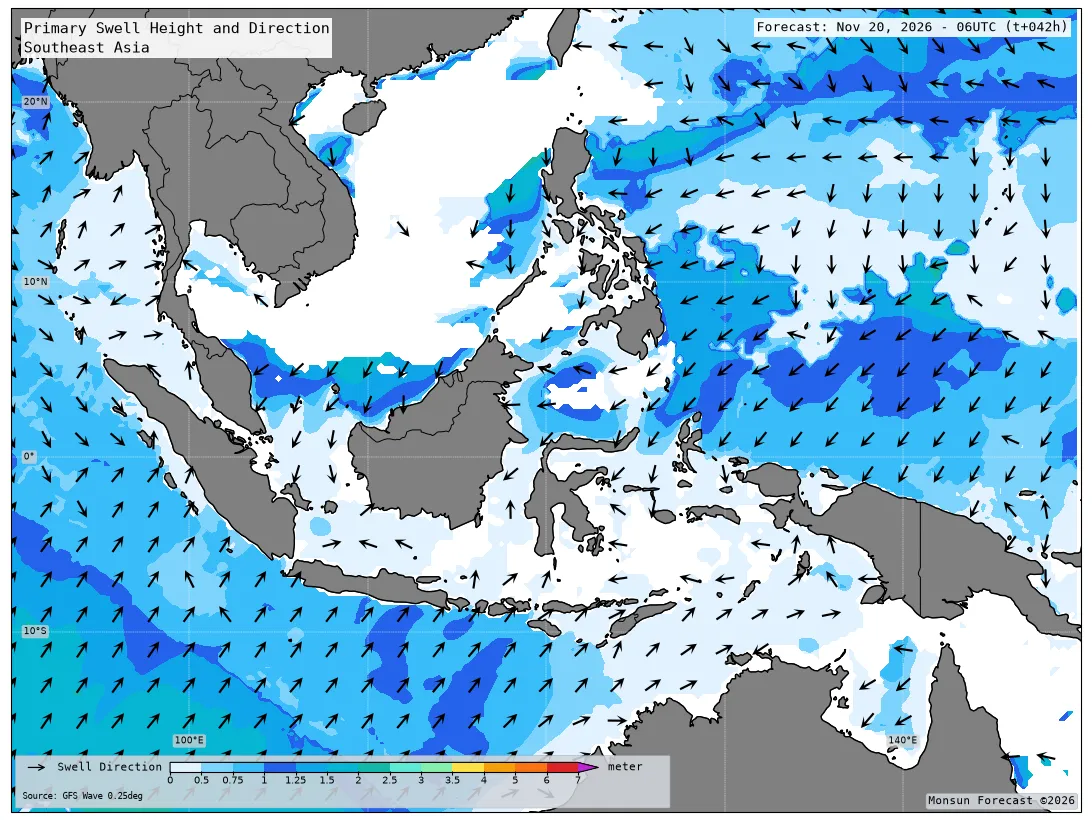 Primary Swell Height and Direction
Southeast Asia
Forecast: Nov 20, 2026 - 06UTC (t+042h)
20°N
10°N
0°
10°S
100°E
140°E
Swell Direction
0 0.5 0.75 1 1.25 1.5 2 2.5 3 3.5 4 5 6 7
meter
Source: GFS Wave 0.25deg
Monsun Forecast ©2026